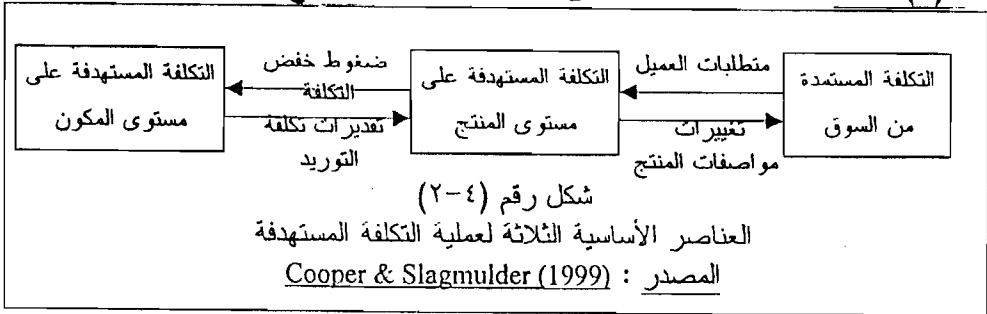 التكلفة المستمدة
من السوق
متطلبات العميل
تغييرات
مواصفات المنتج
التكلفة المستهدفة على
مستوى المنتج
ضغوط خفض
التكلفة
تقديرات تكلفة
التوريد
التكلفة المستهدفة على
مستوى المكون
شكل رقم (٤-٢)
العناصر الأساسية الثلاثة لعملية التكلفة المستهدفة
المصدر : Cooper & Slagmulder (1999)